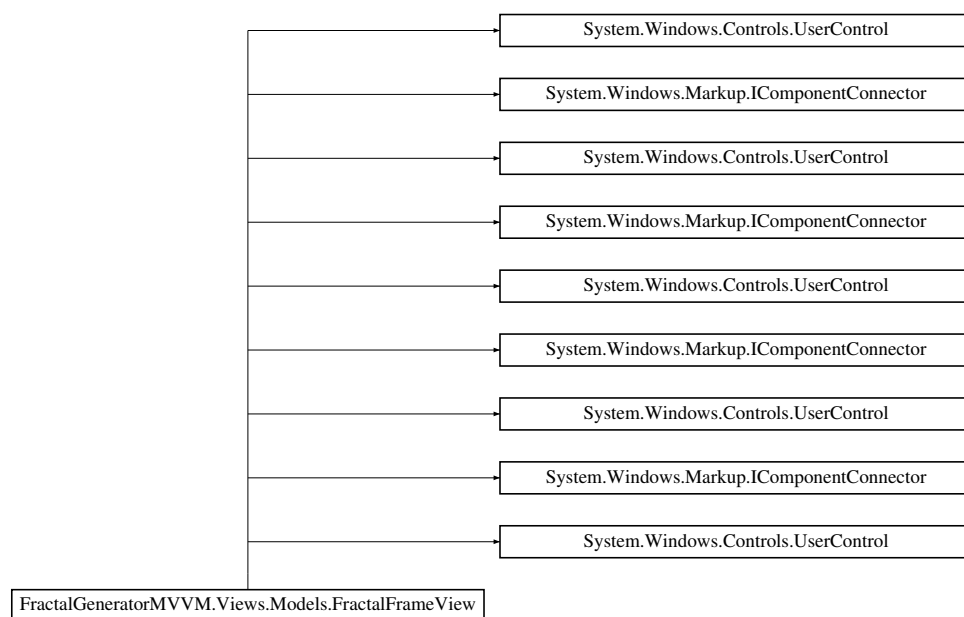 System.Windows.Controls.UserControl
System.Windows.Markup.IComponentConnector
System.Windows.Controls.UserControl
System.Windows.Markup.IComponentConnector
System.Windows.Controls.UserControl
System.Windows.Markup.IComponentConnector
System.Windows.Controls.UserControl
System.Windows.Markup.IComponentConnector
System.Windows.Controls.UserControl
FractalGeneratorMVVM.Views.Models.FractalFrameView